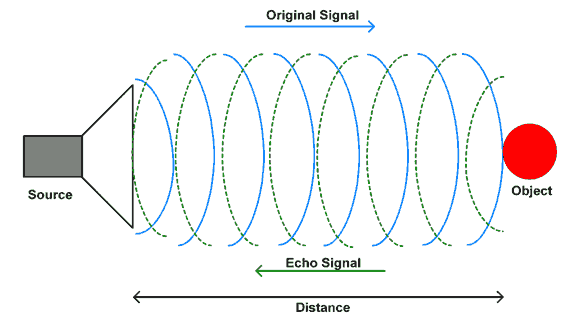 Original Signal
Source
Object
Echo Signal
Distance